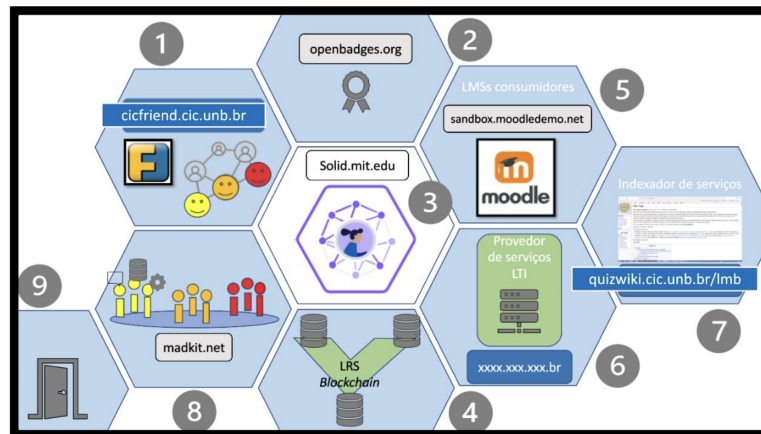 1
cicfriend.cic.unb.br
2
openbadges.org
LMSs consumidores
5
sandbox.moodledemo.net
moodle
Solid.mit.edu
3
Indexador de serviços
quizwiki.cic.unb.br/lmb
7
Provedor
de serviços
LTI
xxxx.xxx.xxx.br
6
LRS
Blockchain
4
madkit.net
8
9